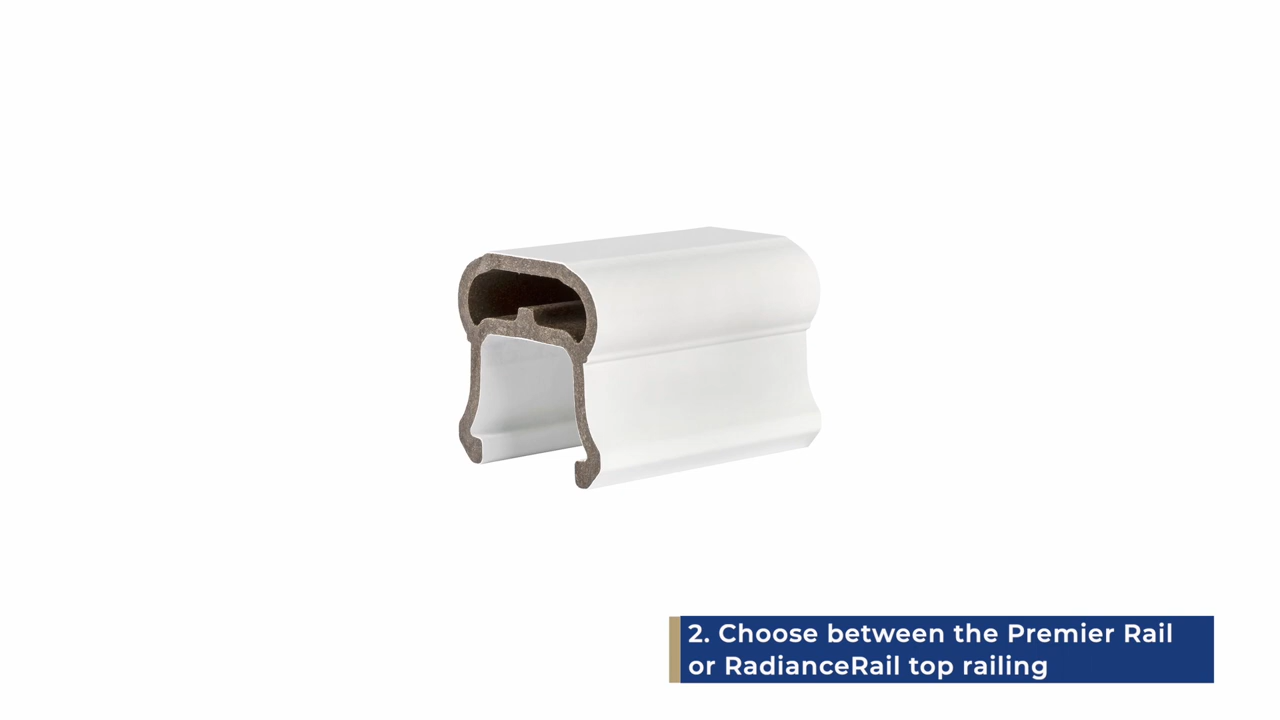 2. Choose between the Premier Rail
or RadianceRail top railing